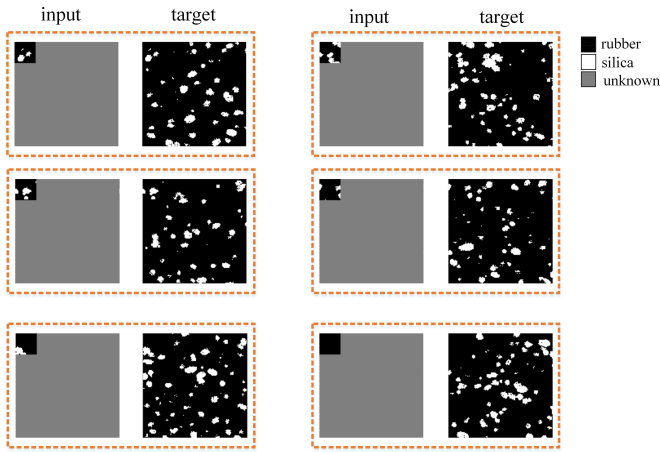 input target input target
rubber
silica
unknown